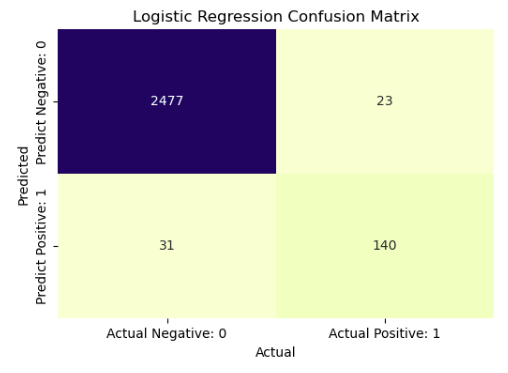 Logistic Regression Confusion Matrix
Predicted
Predict Negative: 0
2477
23
Predict Positive: 1
31
140
Actual Negative: 0
Actual Positive: 1
Actual